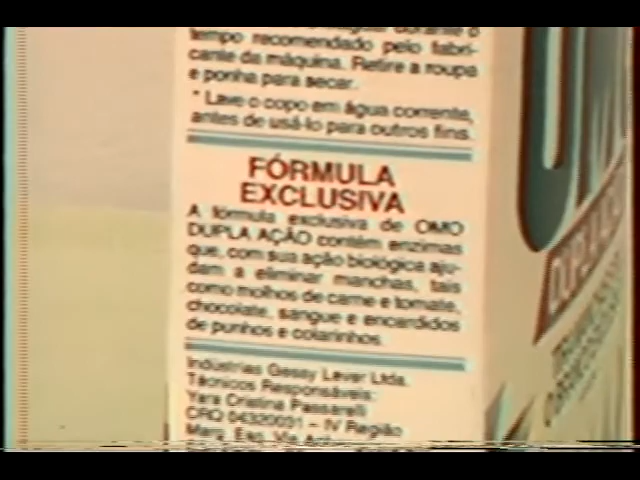 tempo recomendado pelo fabri-
cante da máquina. Retire a roupa
e ponha para secar.
* Lave o copo em água corrente,
antes de usá-lo para outros fins.
FÓRMULA
EXCLUSIVA
A fórmula exclusiva de OMO
DUPLA AÇÃO contém enzimas
que, com sua ação biológica aju-
dam a eliminar manchas, tais
como molhos de carne e tomate,
chocolate, sangue e encardidos
de punhos e colarinhos.
Indústrias Gessy Lever Ltda.
Técnicos Responsáveis:
Yara Cristina Passarelli
CRQ 04320031 - IV Região
DUPLA AÇÃO